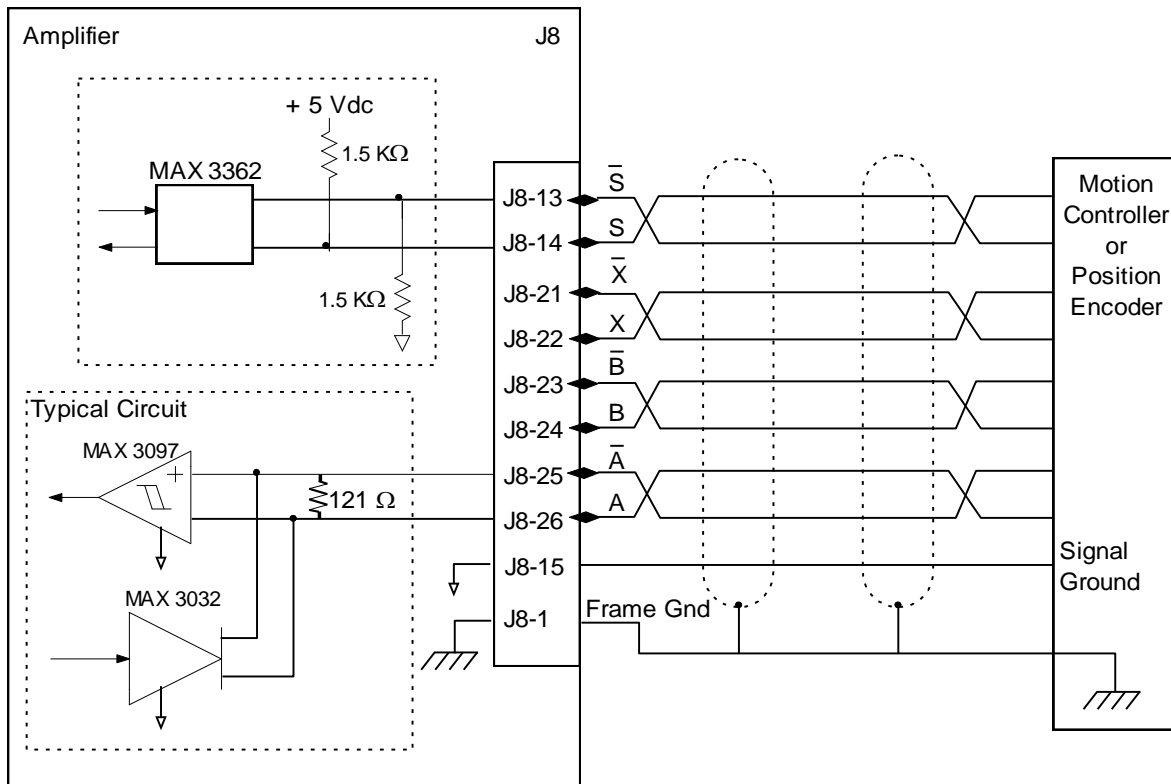 Amplifier
J8
+ 5 Vdc
1.5 KΩ
MAX 3362
1.5 KΩ
J8-13
J8-14
J8-21
J8-22
J8-23
J8-24
J8-25
J8-26
J8-15
J8-1
S̅
S
X̅
X
B̅
B
A̅
A
Frame Gnd
Motion
Controller
or
Position
Encoder
Signal
Ground
Typical Circuit
MAX 3097
+
121 Ω
MAX 3032